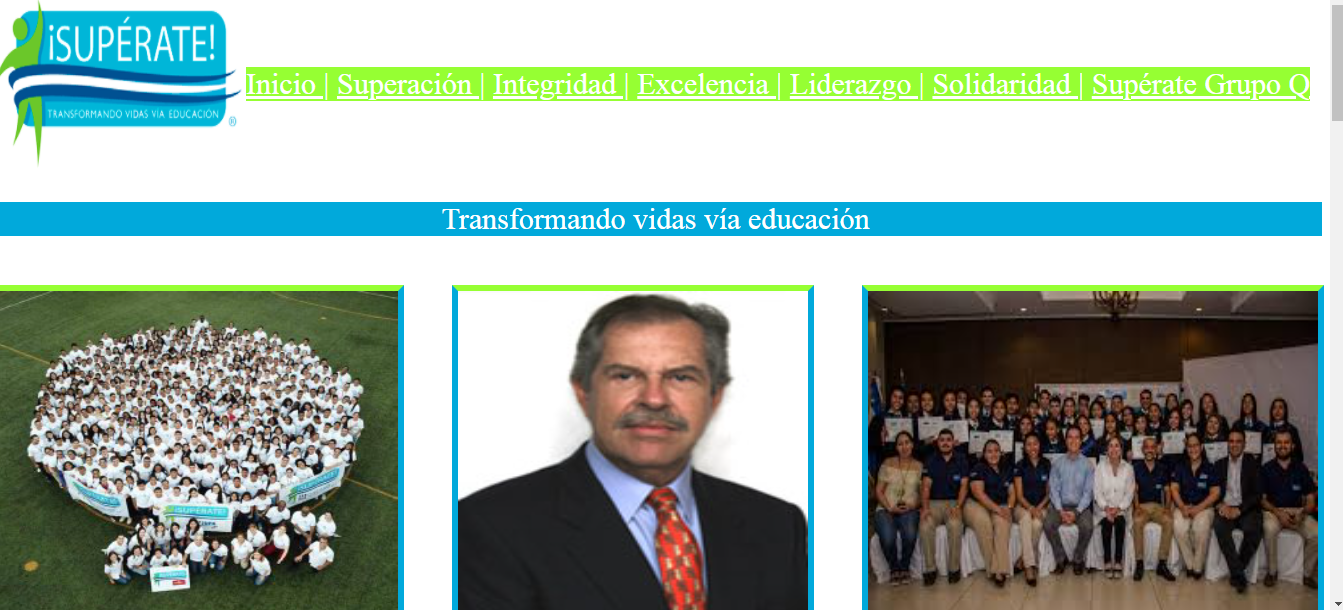 ¡SUPÉRATE!
TRANSFORMANDO VIDAS VÍA EDUCACIÓN
®
Inicio | Superación | Integridad | Excelencia | Liderazgo | Solidaridad | Supérate Grupo Q
Transformando vidas vía educación
¡SUPÉRATE!